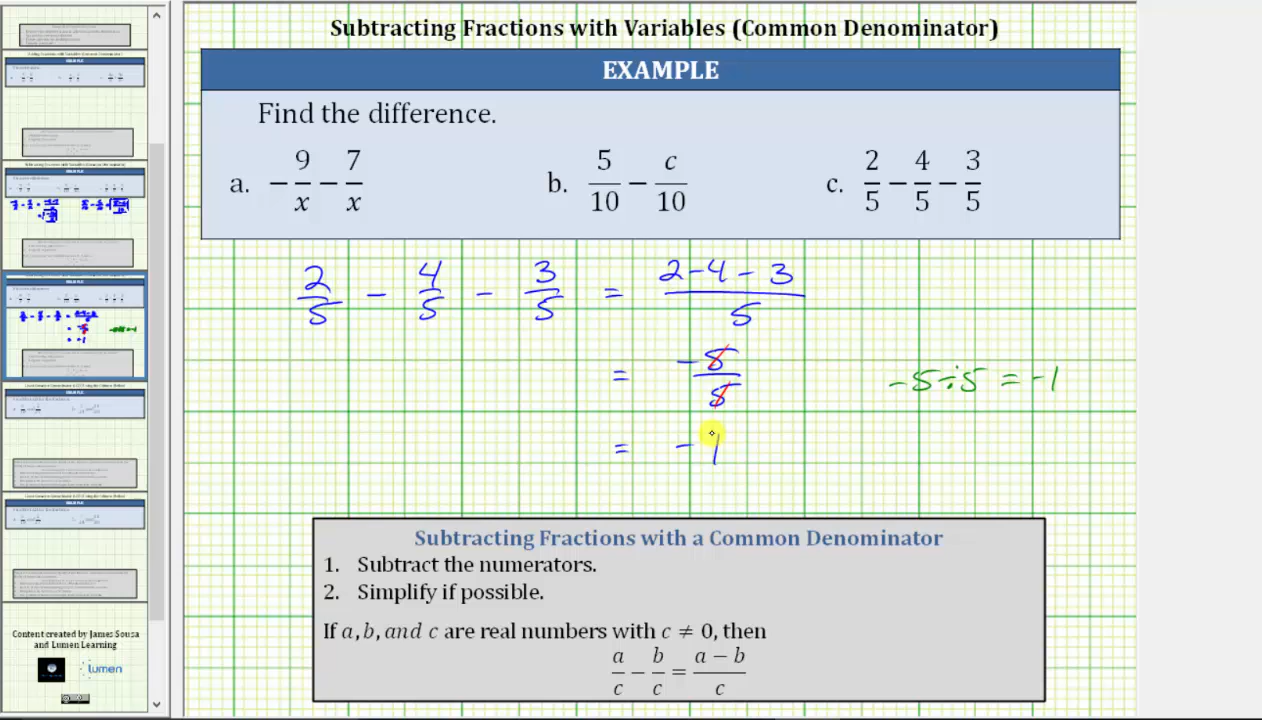 Subtracting Fractions with Variables (Common Denominator)
EXAMPLE
Find the difference.
a. −9/x − 7/x b. 5/10 − c/10 c. 2/5 − 4/5 − 3/5
2/5 − 4/5 − 3/5 = (2−4−3)/5
= −5/5 −5÷5 = −1
= −1
Subtracting Fractions with a Common Denominator
1. Subtract the numerators.
2. Simplify if possible.
If a, b, and c are real numbers with c ≠ 0, then
a/c − b/c = (a − b)/c
Content created by James Sousa
and Lumen Learning
lumen